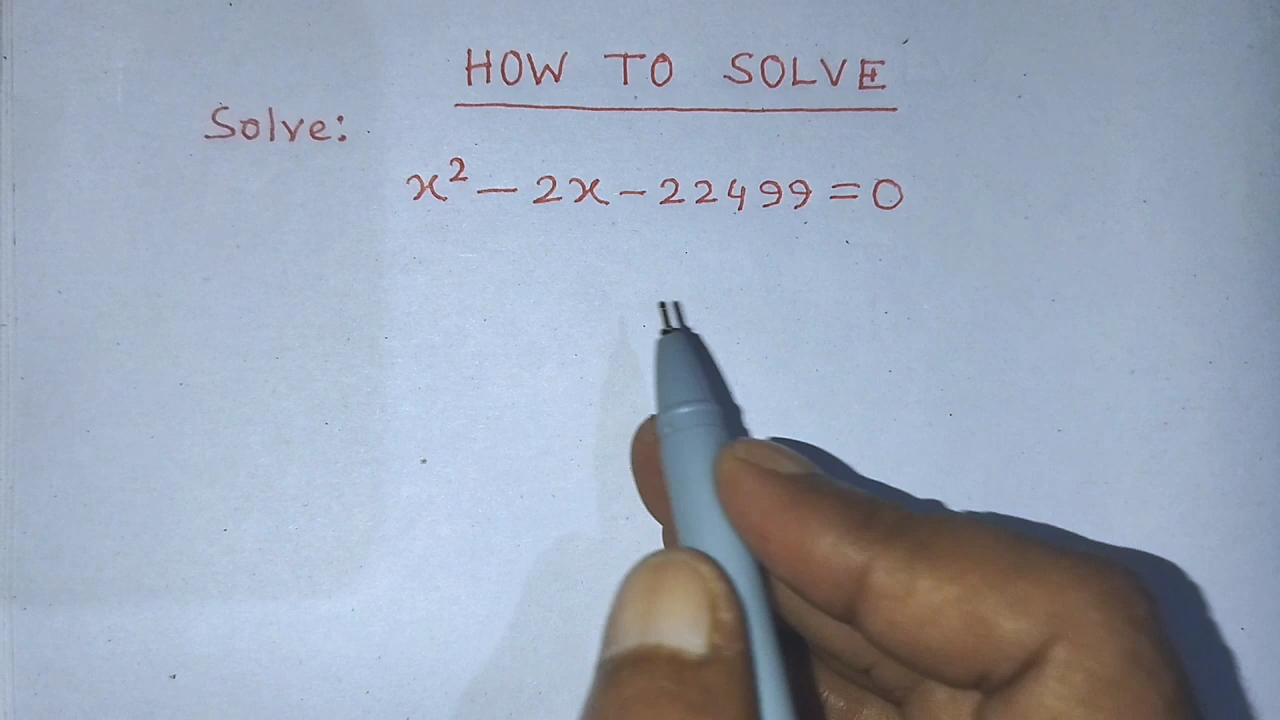 HOW TO SOLVE
Solve:
x² - 2x - 22499 = 0